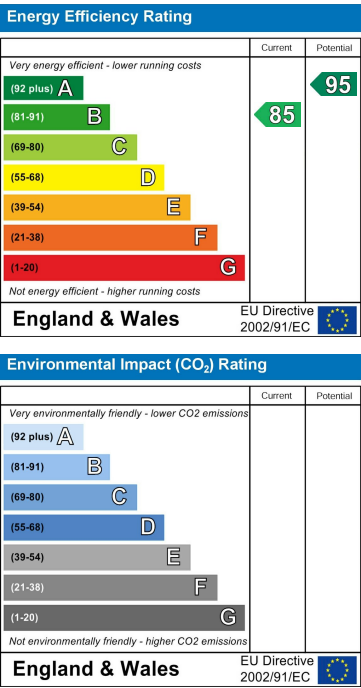 Energy Efficiency Rating
Current Potential
Very energy efficient - lower running costs
(92 plus) A 95
(81-91) B 85
(69-80) C
(55-68) D
(39-54) E
(21-38) F
(1-20) G
Not energy efficient - higher running costs
England & Wales
EU Directive
2002/91/EC
Environmental Impact (CO2) Rating
Current Potential
Very environmentally friendly - lower CO2 emissions
(92 plus) A
(81-91) B
(69-80) C
(55-68) D
(39-54) E
(21-38) F
(1-20) G
Not environmentally friendly - higher CO2 emissions
England & Wales
EU Directive
2002/91/EC